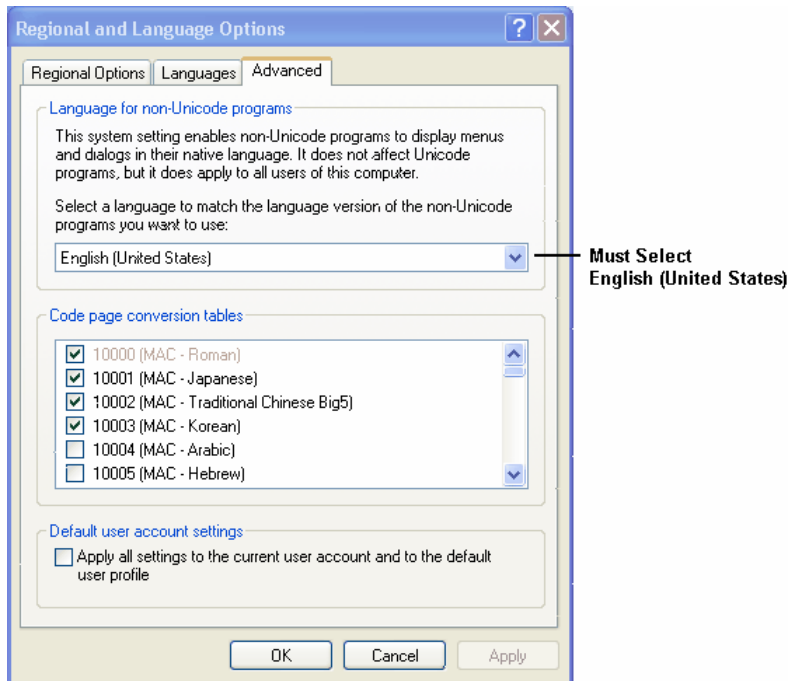 Regional and Language Options
Regional Options
Languages
Advanced
Language for non-Unicode programs
This system setting enables non-Unicode programs to display menus
and dialogs in their native language. It does not affect Unicode
programs, but it does apply to all users of this computer.
Select a language to match the language version of the non-Unicode
programs you want to use:
English (United States)
Must Select
English (United States)
Code page conversion tables
10000 (MAC - Roman)
10001 (MAC - Japanese)
10002 (MAC - Traditional Chinese Big5)
10003 (MAC - Korean)
10004 (MAC - Arabic)
10005 (MAC - Hebrew)
Default user account settings
Apply all settings to the current user account and to the default
user profile
OK
Cancel
Apply